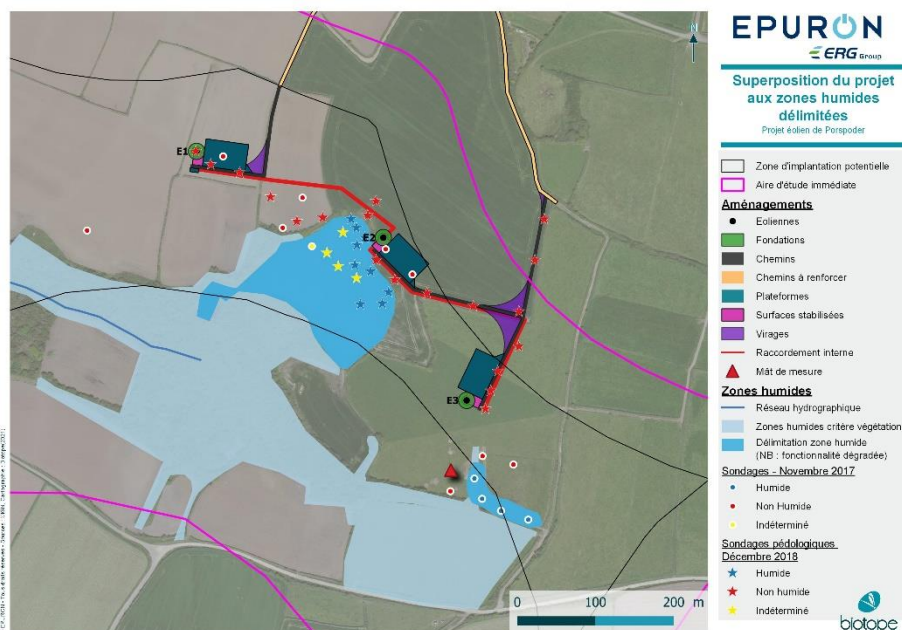 E1
E2
E3
0 100 200 m
N
EPURON
ERG Group
Superposition du projet
aux zones humides
délimitées
Projet éolien de Porspoder
Zone d'implantation potentielle
Aire d'étude immédiate
Aménagements
Eoliennes
Fondations
Chemins
Chemins à renforcer
Plateformes
Surfaces stabilisées
Virages
Raccordement interne
Mât de mesure
Zones humides
Réseau hydrographique
Zones humides critère végétation
Délimitation zone humide
(NB : fonctionnalité dégradée)
Sondages - Novembre 2017
Humide
Non Humide
Indéterminé
Sondages pédologiques
Décembre 2018
Humide
Non humide
Indéterminé
biotope